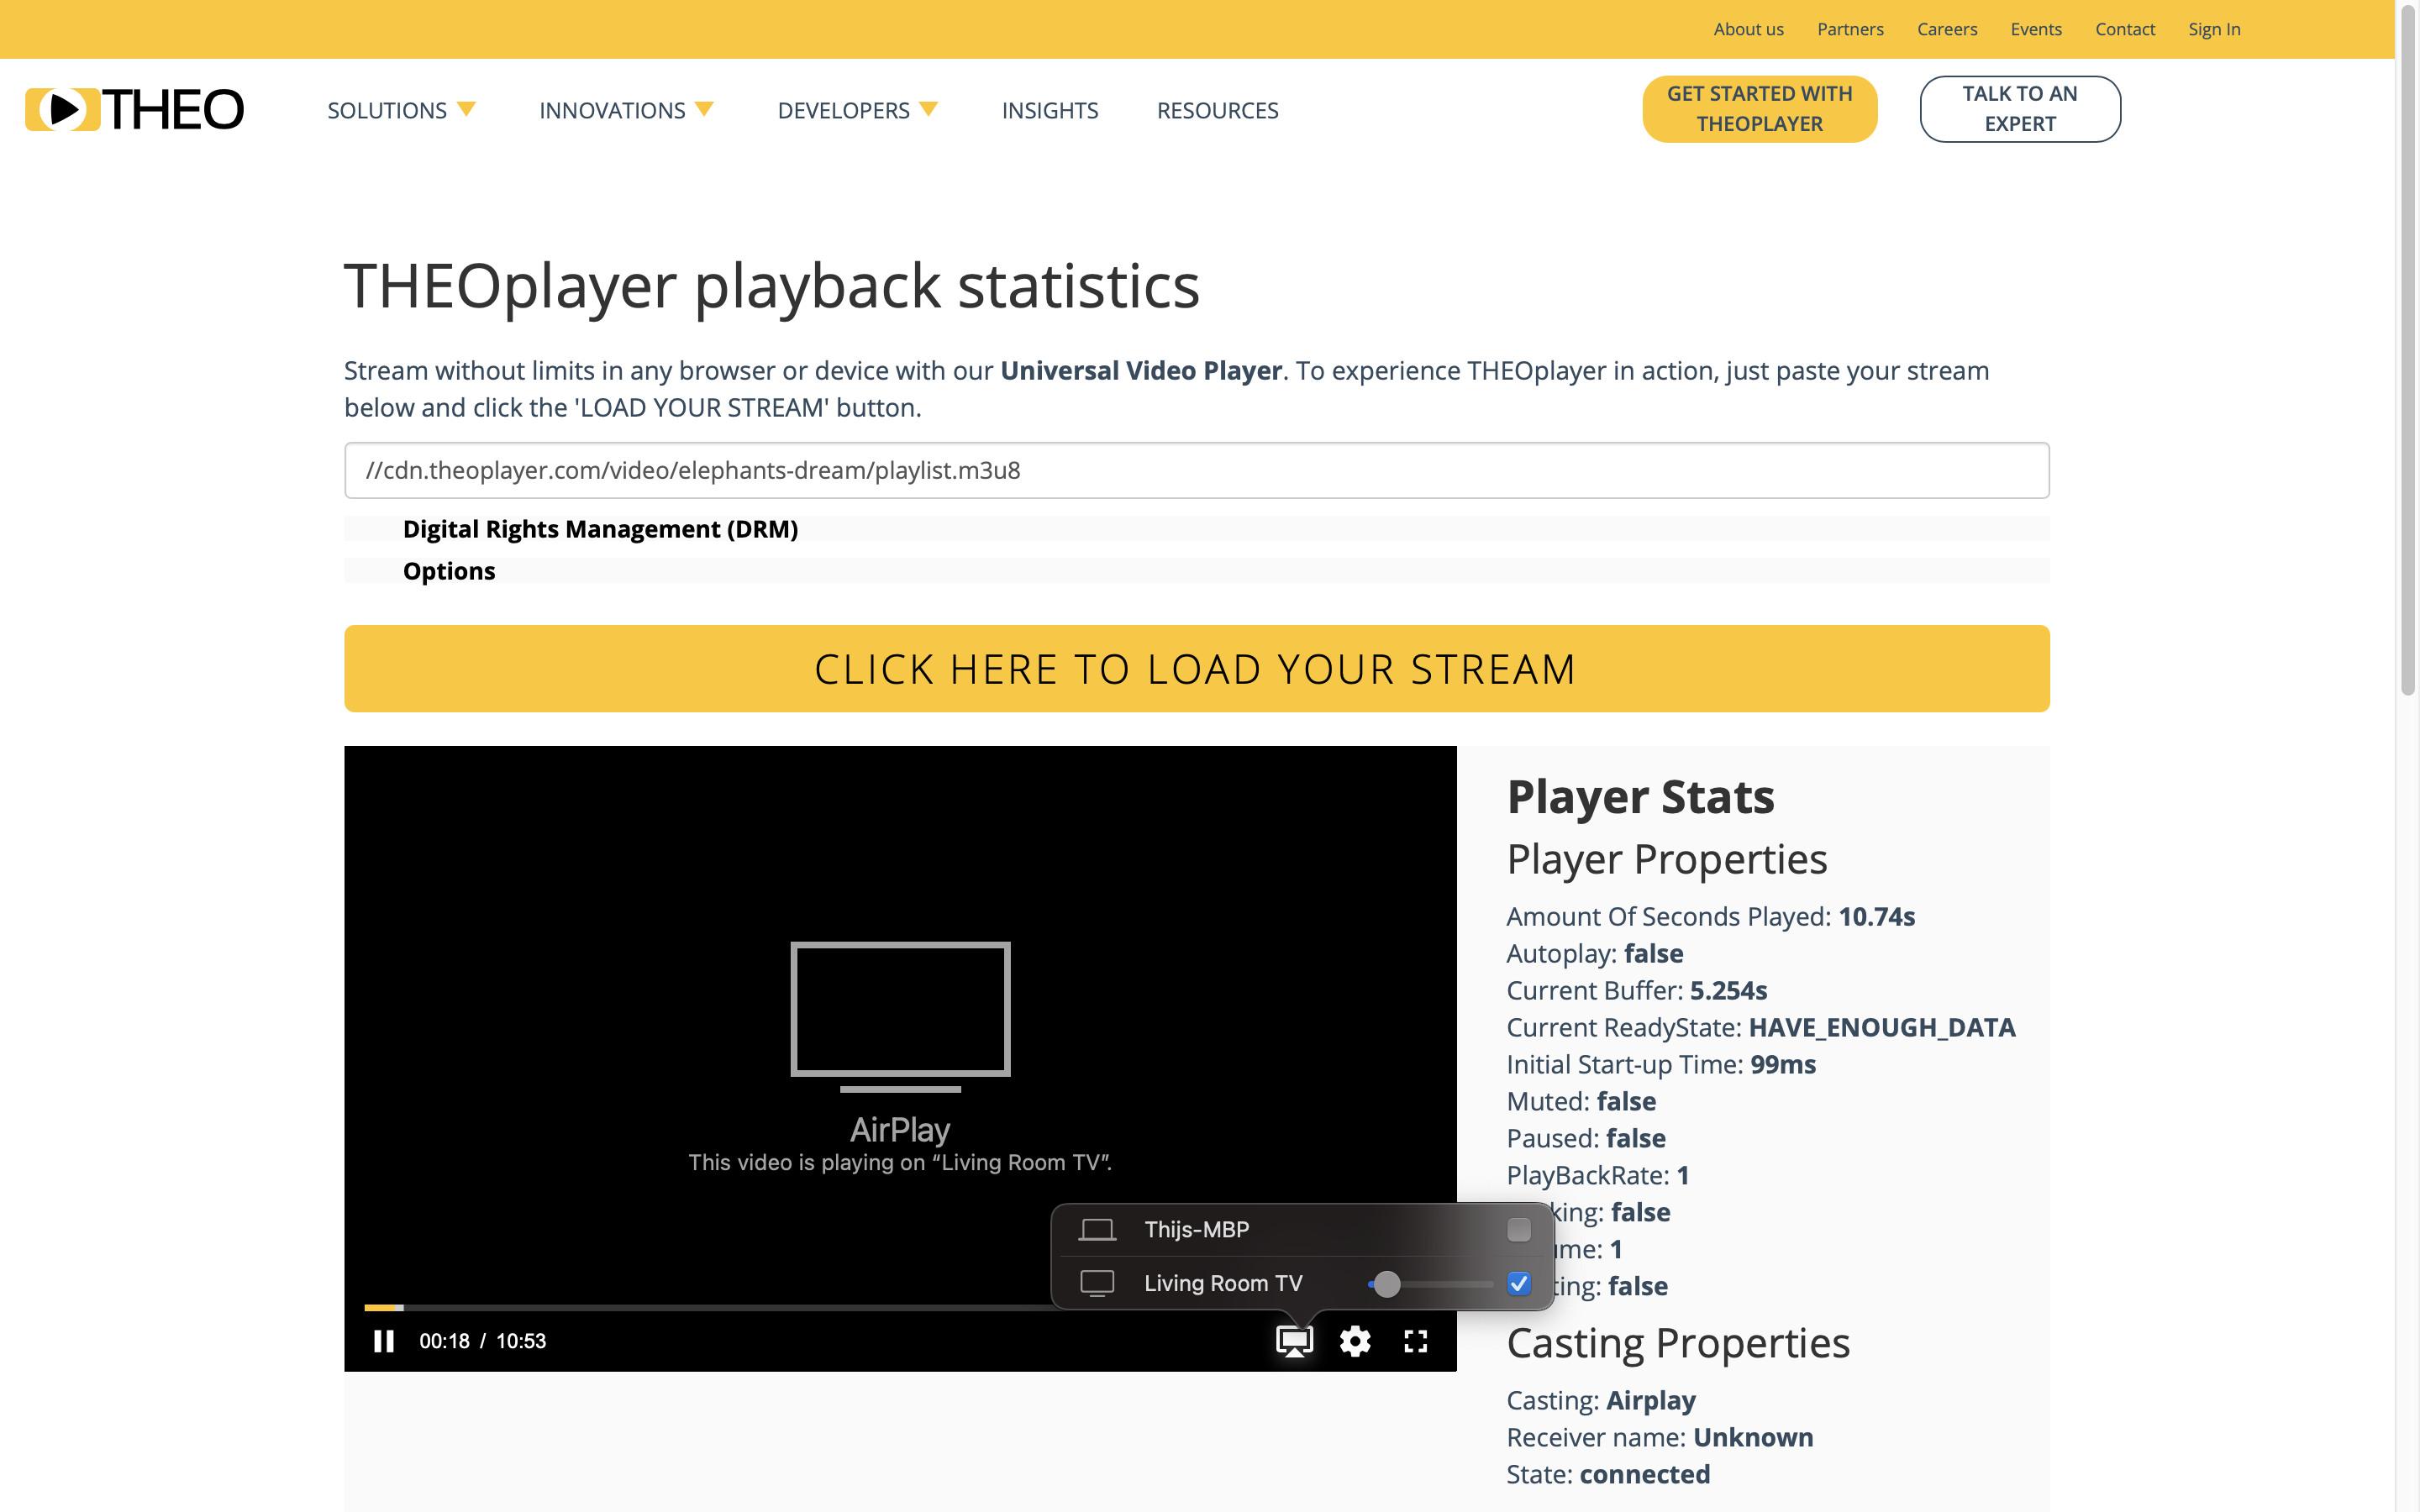 About us Partners Careers Events Contact Sign In
THEO
SOLUTIONS INNOVATIONS DEVELOPERS INSIGHTS RESOURCES
GET STARTED WITH
THEOPLAYER
TALK TO AN
EXPERT
THEOplayer playback statistics
Stream without limits in any browser or device with our Universal Video Player. To experience THEOplayer in action, just paste your stream
below and click the 'LOAD YOUR STREAM' button.
//cdn.theoplayer.com/video/elephants-dream/playlist.m3u8
Digital Rights Management (DRM)
Options
CLICK HERE TO LOAD YOUR STREAM
AirPlay
This video is playing on “Living Room TV”.
Thijs-MBP
Living Room TV
00:18 / 10:53
Player Stats
Player Properties
Amount Of Seconds Played: 10.74s
Autoplay: false
Current Buffer: 5.254s
Current ReadyState: HAVE_ENOUGH_DATA
Initial Start-up Time: 99ms
Muted: false
Paused: false
PlayBackRate: 1
king: false
me: 1
ting: false
Casting Properties
Casting: Airplay
Receiver name: Unknown
State: connected